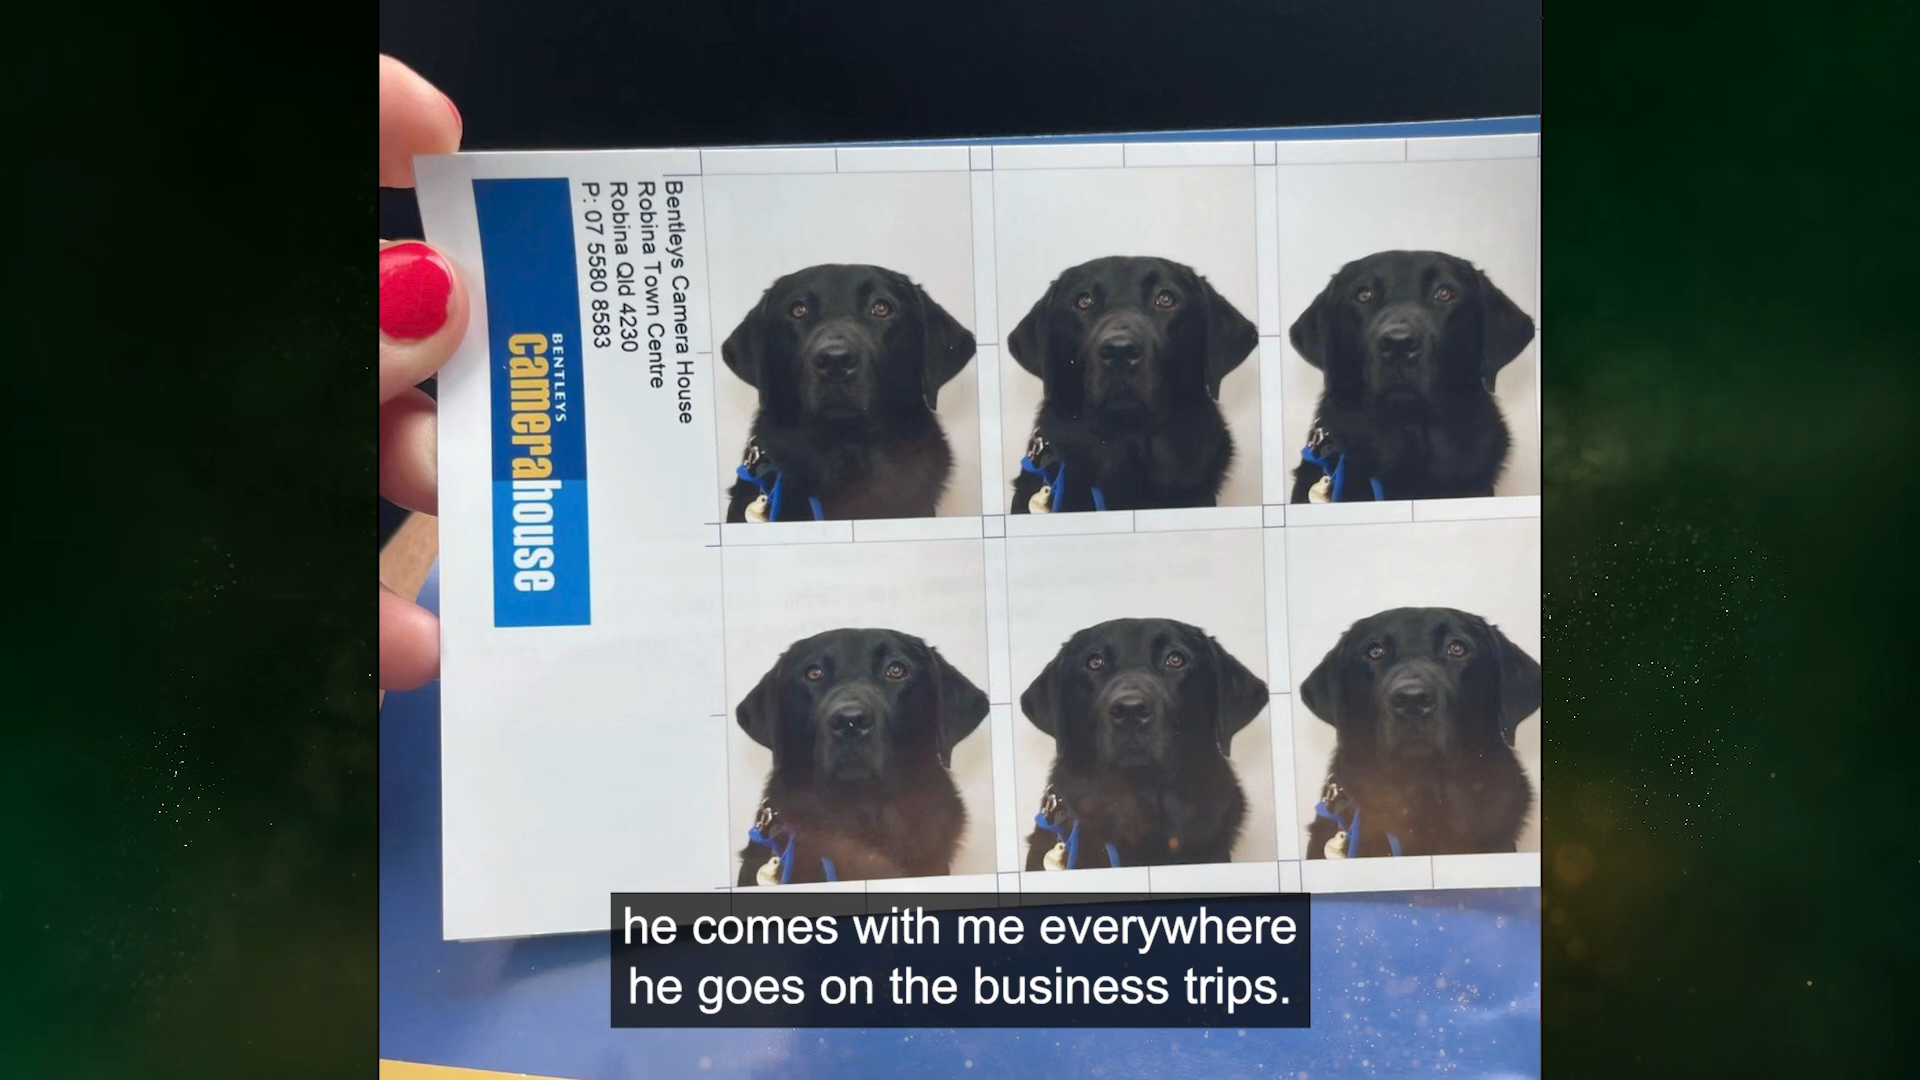 Bentleys Camera House
Robina Town Centre
Robina Qld 4230
P: 07 5580 8583
BENTLEYS
camerahouse
he comes with me everywhere
he goes on the business trips.